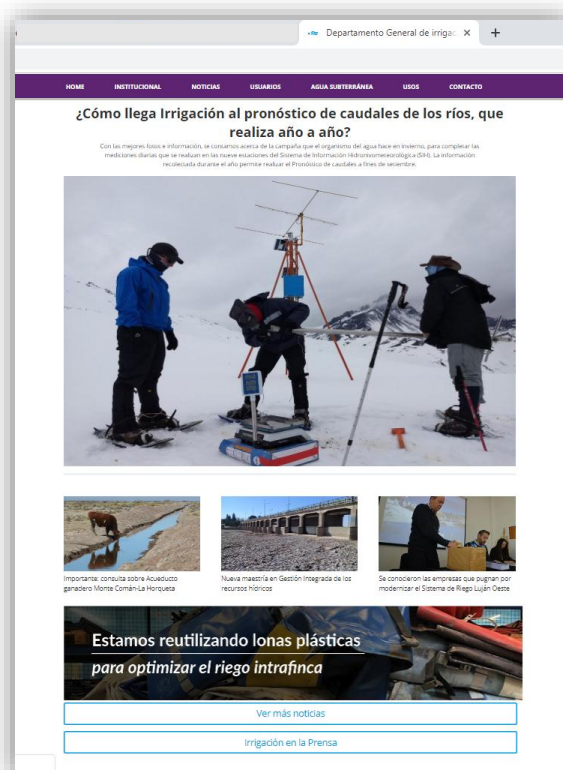 Departamento General de irrigac
HOME INSTITUCIONAL NOTICIAS USUARIOS AGUA SUBTERRÁNEA USOS CONTACTO
¿Cómo llega Irrigación al pronóstico de caudales de los ríos, que
realiza año a año?
Con las mejores fotos e información, se contamos acerca de la campaña que el organismo del agua hace en invierno, para completar las
mediciones diarias que se realizan en las nueve estaciones del Sistema de Información Hidronivometeorológica (SIH). La información
recolectada durante el año permite realizar el Pronóstico de caudales a fines de setiembre.
Importante: consulta sobre Acueducto
ganadero Monte Comán-La Horqueta
Nueva maestría en Gestión Integrada de los
recursos hídricos
Se conocieron las empresas que pugnan por
modernizar el Sistema de Riego Luján Oeste
Estamos reutilizando lonas plásticas
para optimizar el riego intrafinca
Ver más noticias
Irrigación en la Prensa